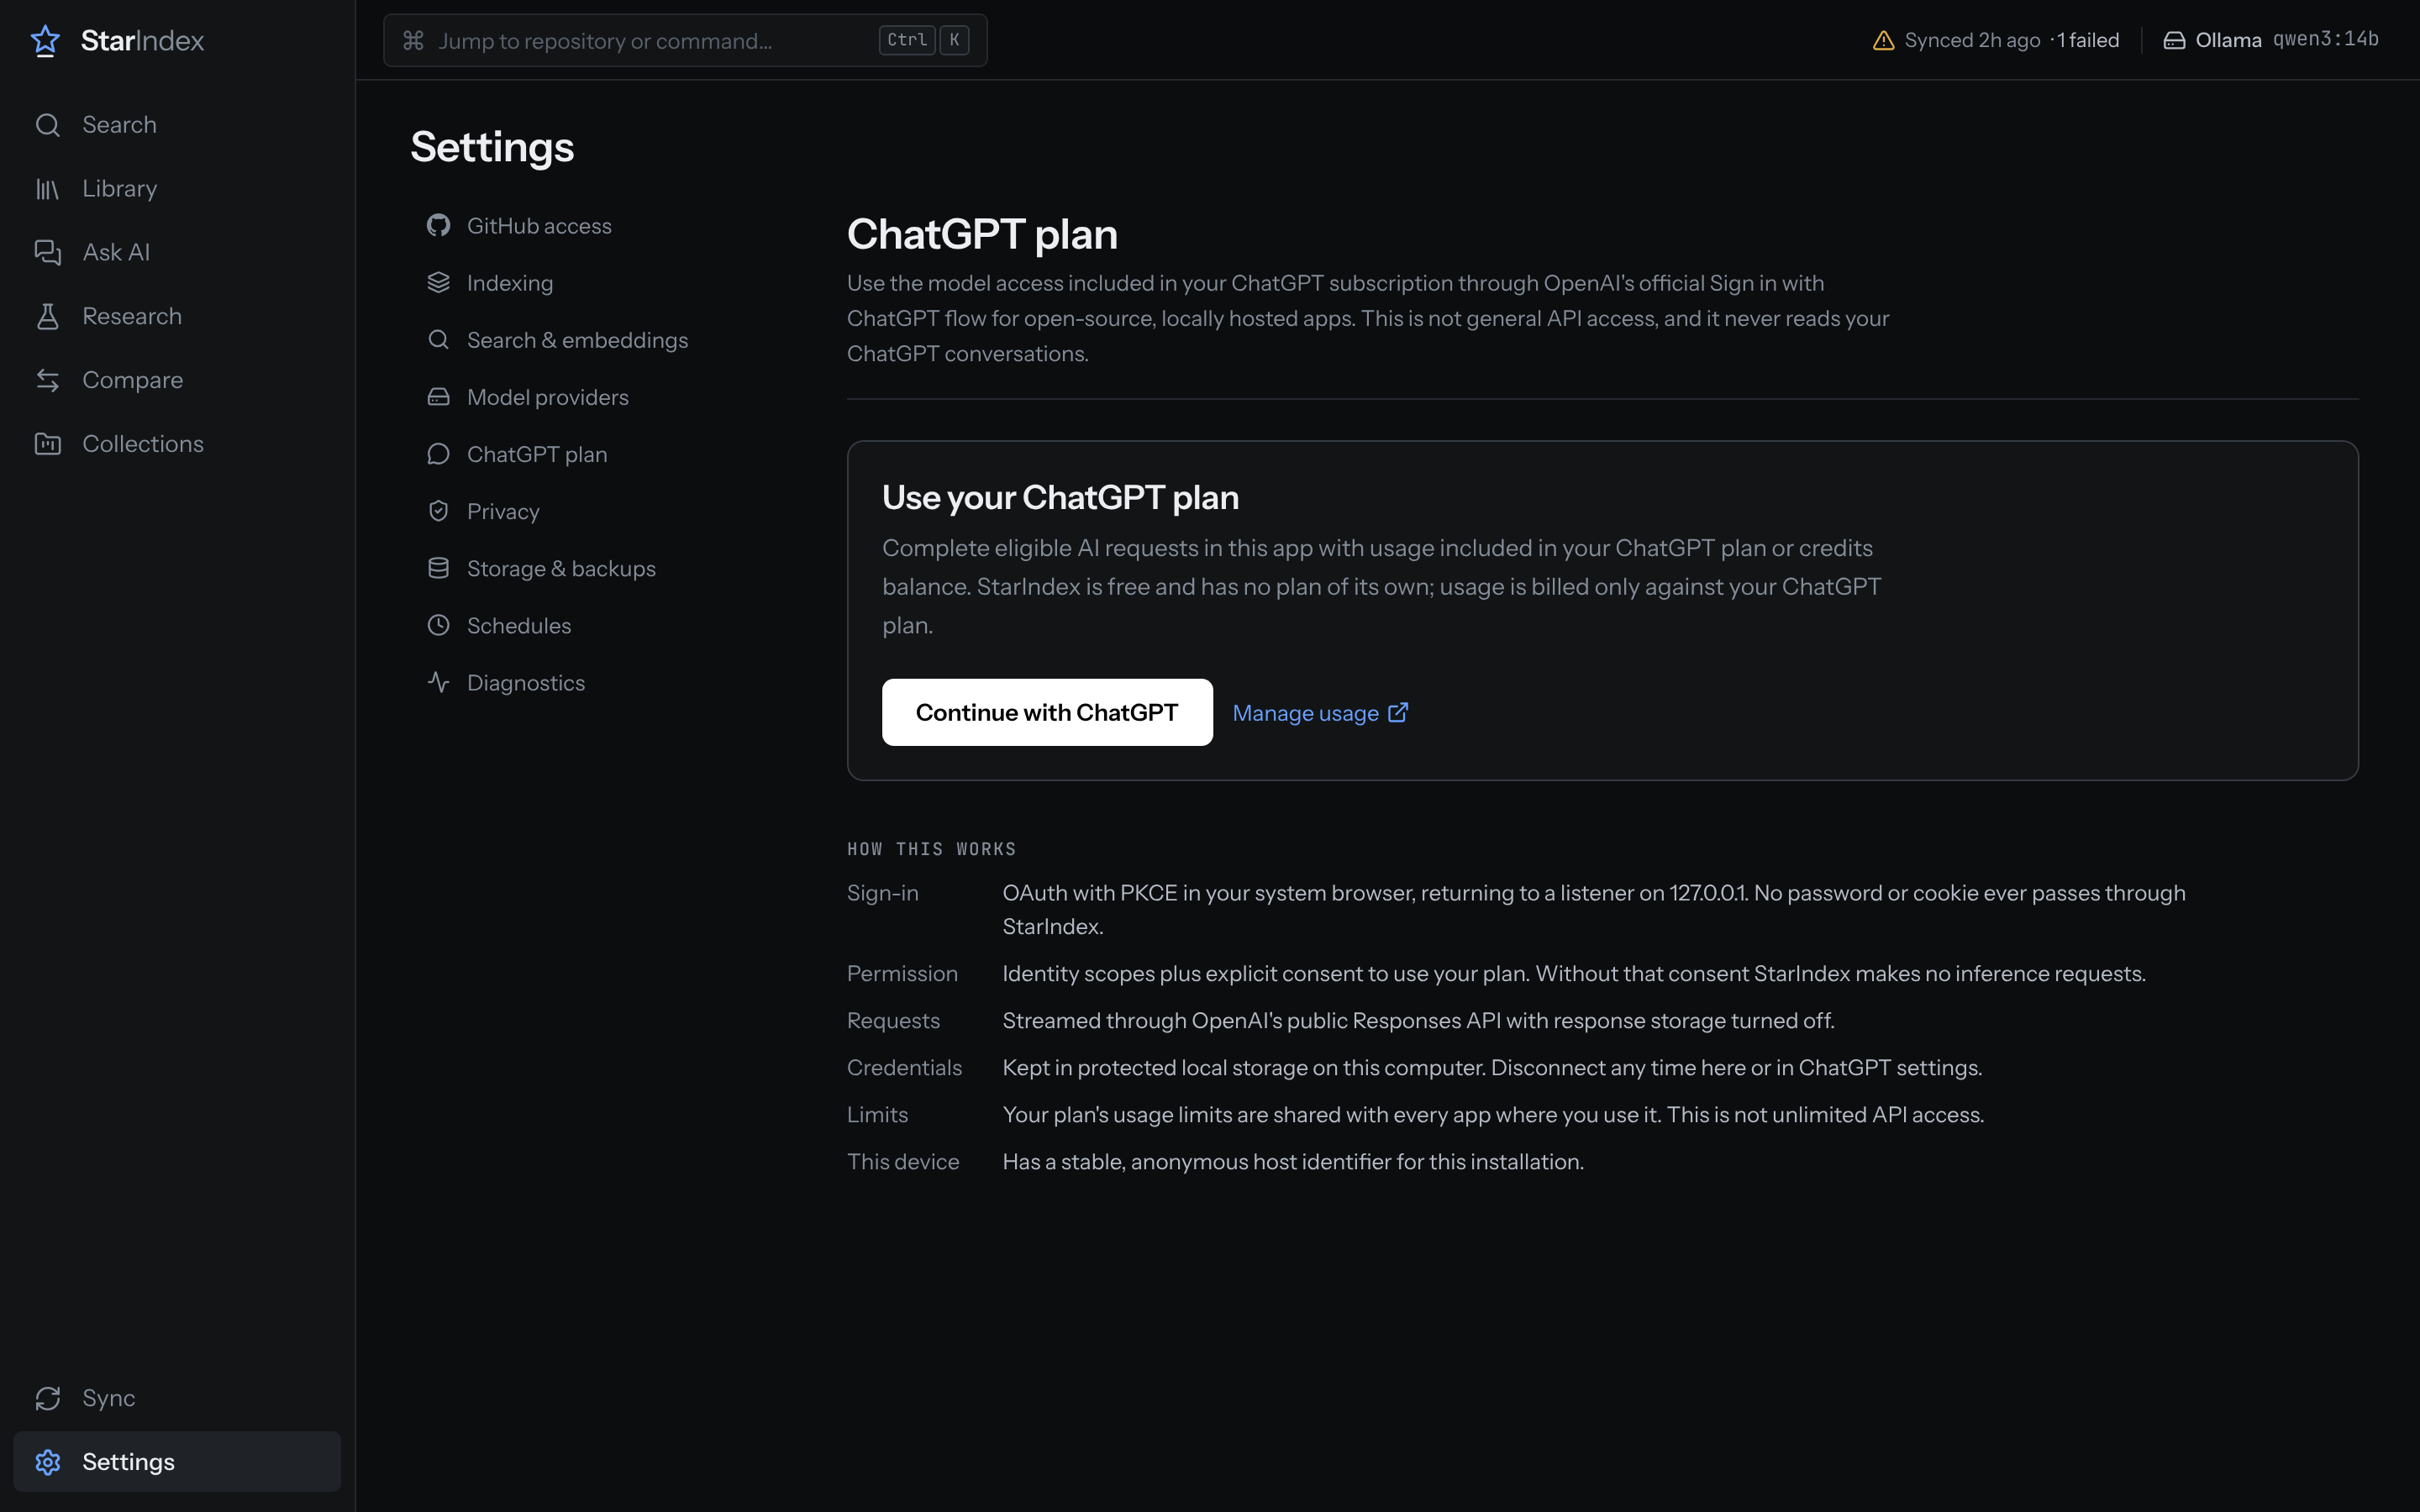 StarIndex
Search
Library
Ask AI
Research
Compare
Collections
Sync
Settings
Jump to repository or command...
Ctrl K
Synced 2h ago · 1 failed
Ollama qwen3:14b
Settings
GitHub access
Indexing
Search & embeddings
Model providers
ChatGPT plan
Privacy
Storage & backups
Schedules
Diagnostics
ChatGPT plan
Use the model access included in your ChatGPT subscription through OpenAI's official Sign in with
ChatGPT flow for open-source, locally hosted apps. This is not general API access, and it never reads your
ChatGPT conversations.
Use your ChatGPT plan
Complete eligible AI requests in this app with usage included in your ChatGPT plan or credits
balance. StarIndex is free and has no plan of its own; usage is billed only against your ChatGPT
plan.
Continue with ChatGPT
Manage usage
HOW THIS WORKS
Sign-in OAuth with PKCE in your system browser, returning to a listener on 127.0.0.1. No password or cookie ever passes through
StarIndex.
Permission Identity scopes plus explicit consent to use your plan. Without that consent StarIndex makes no inference requests.
Requests Streamed through OpenAI's public Responses API with response storage turned off.
Credentials Kept in protected local storage on this computer. Disconnect any time here or in ChatGPT settings.
Limits Your plan's usage limits are shared with every app where you use it. This is not unlimited API access.
This device Has a stable, anonymous host identifier for this installation.